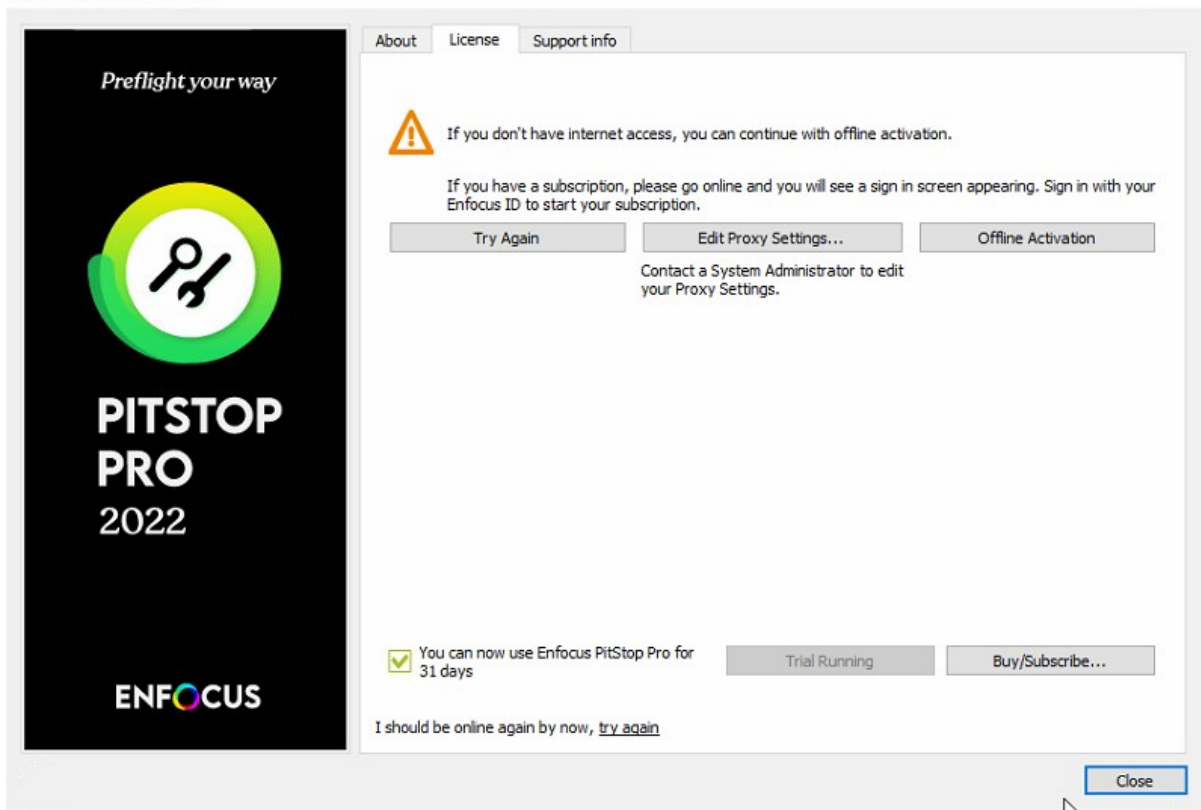 Preflight your way
PITSTOP
PRO
2022
ENFOCUS
About
License
Support info
If you don't have internet access, you can continue with offline activation.
If you have a subscription, please go online and you will see a sign in screen appearing. Sign in with your
Enfocus ID to start your subscription.
Try Again
Edit Proxy Settings...
Offline Activation
Contact a System Administrator to edit
your Proxy Settings.
You can now use Enfocus PitStop Pro for
31 days
Trial Running
Buy/Subscribe...
I should be online again by now, try again
Close